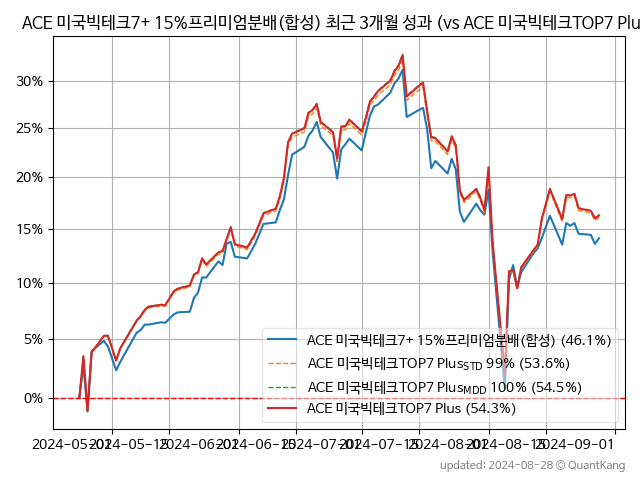 ACE 미국빅테크7+ 15%프리미엄분배(합성) 최근 3개월 성과 (vs ACE 미국빅테크TOP7 Plu
30%
25%
20%
15%
10%
5%
0%
ACE 미국빅테크7+ 15%프리미엄분배(합성) (46.1%)
ACE 미국빅테크TOP7 PlusSTD 99% (53.6%)
ACE 미국빅테크TOP7 PlusMDD 100% (54.5%)
ACE 미국빅테크TOP7 Plus (54.3%)
2024-05-01 2024-05-15 2024-06-01 2024-06-15 2024-07-01 2024-07-15 2024-08-01 2024-08-15 2024-09-01
updated: 2024-08-28 @ QuantKang